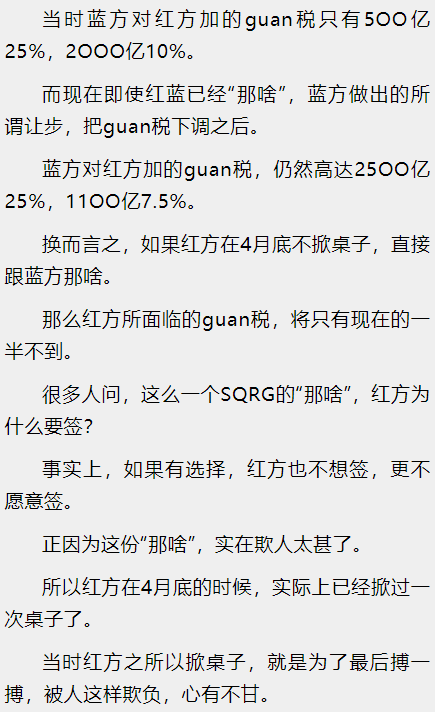 当时蓝方对红方加的guan税只有5OO亿
25%，2OOO亿10%。
而现在即使红蓝已经“那啥”，蓝方做出的所
谓让步，把guan税下调之后。
蓝方对红方加的guan税，仍然高达25OO亿
25%，11OO亿7.5%。
换而言之，如果红方在4月底不掀桌子，直接
跟蓝方那啥。
那么红方所面临的guan税，将只有现在的一
半不到。
很多人问，这么一个SQRG的“那啥”，红方为
什么要签？
事实上，如果有选择，红方也不想签，更不
愿意签。
正因为这份“那啥”，实在欺人太甚了。
所以红方在4月底的时候，实际上已经掀过一
次桌子了。
当时红方之所以掀桌子，就是为了最后搏一
搏，被人这样欺负，心有不甘。